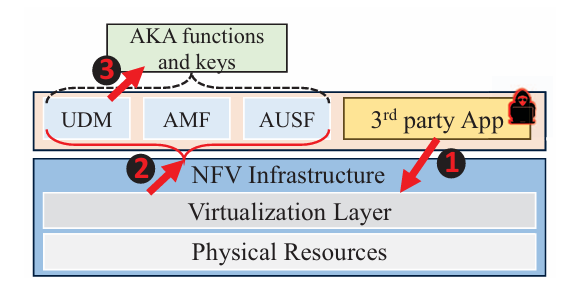 AKA functions
and keys
3
UDM
AMF
AUSF
3rd party App
2
1
NFV Infrastructure
Virtualization Layer
Physical Resources